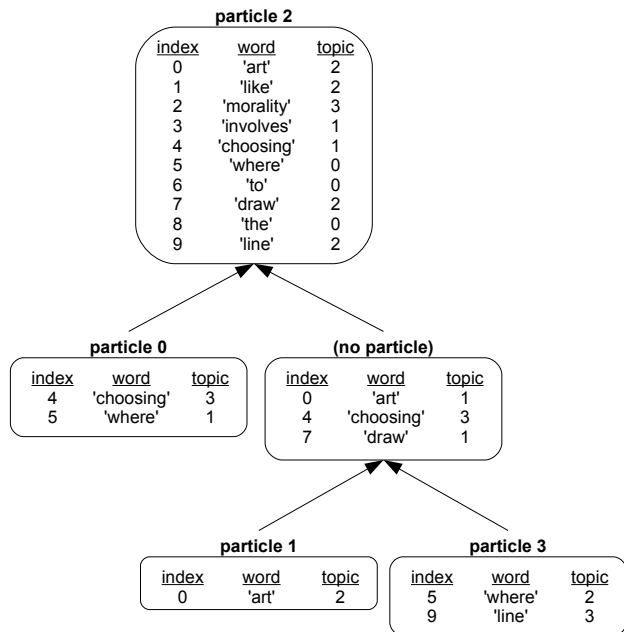 particle 2
index word topic
0 'art' 2
1 'like' 2
2 'morality' 3
3 'involves' 1
4 'choosing' 1
5 'where' 0
6 'to' 0
7 'draw' 2
8 'the' 0
9 'line' 2
particle 0
index word topic
4 'choosing' 3
5 'where' 1
(no particle)
index word topic
0 'art' 1
4 'choosing' 3
7 'draw' 1
particle 1
index word topic
0 'art' 2
particle 3
index word topic
5 'where' 2
9 'line' 3